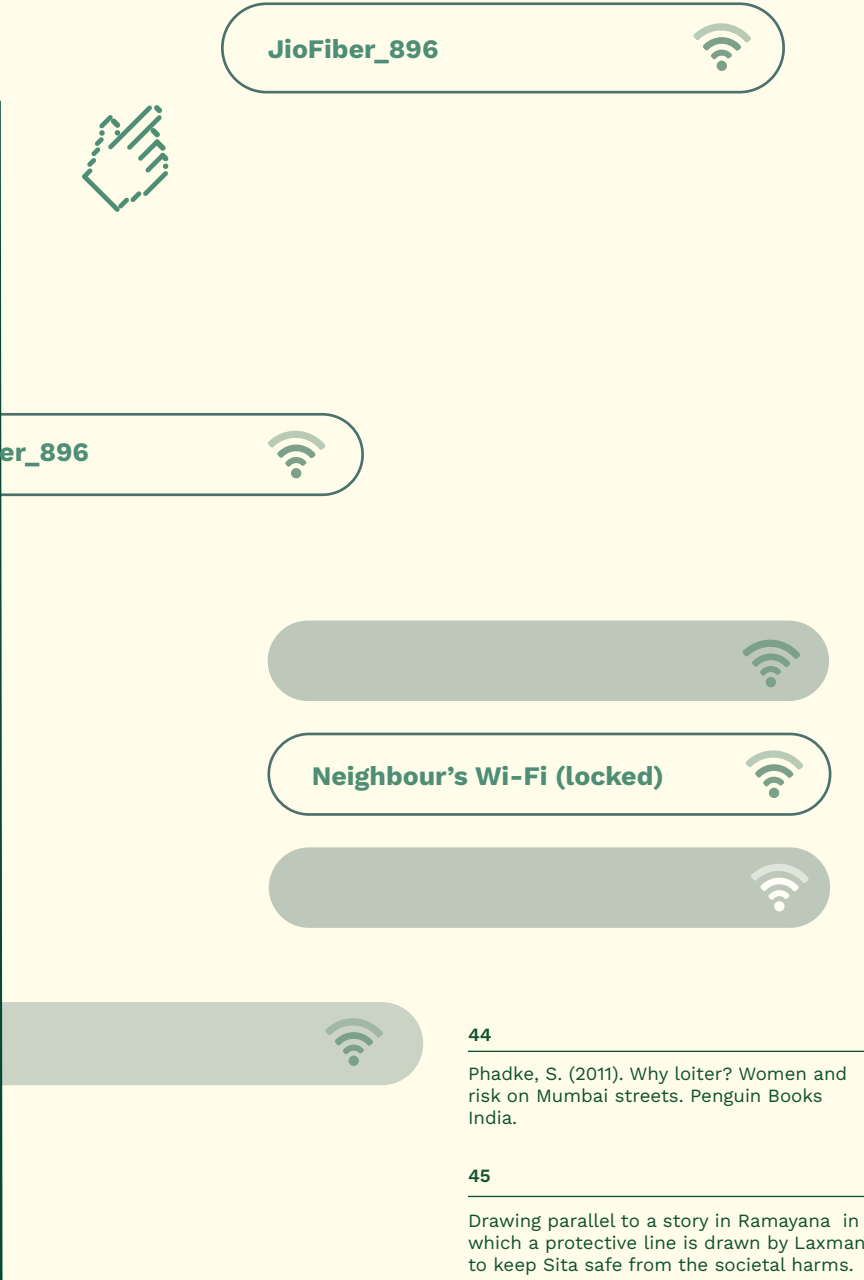 JioFiber_896
er_896
Neighbour’s Wi-Fi (locked)
44
Phadke, S. (2011). Why loiter? Women and
risk on Mumbai streets. Penguin Books
India.
45
Drawing parallel to a story in Ramayana  in
which a protective line is drawn by Laxman
to keep Sita safe from the societal harms.